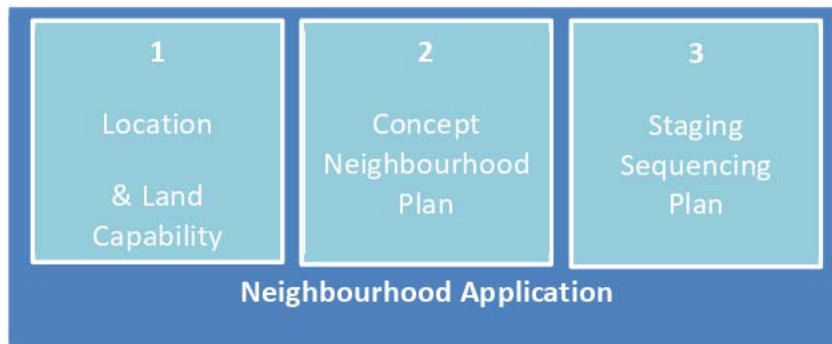 1
Location
& Land
Capability
2
Concept
Neighbourhood
Plan
3
Staging
Sequencing
Plan
Neighbourhood Application